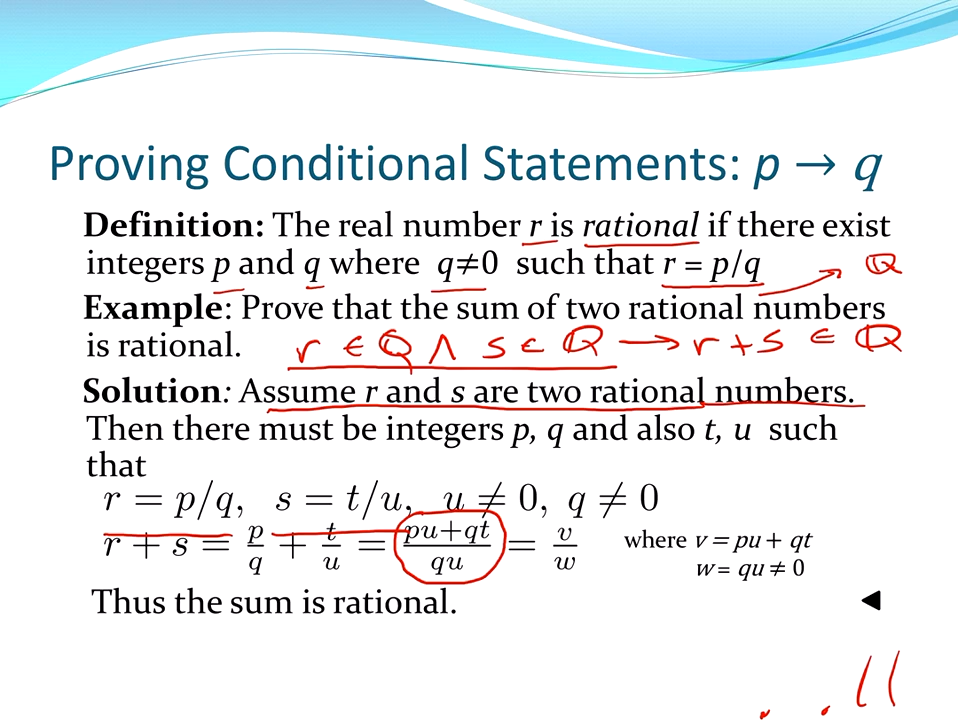 Proving Conditional Statements: p → q
Definition: The real number r is rational if there exist
integers p and q where q≠0 such that r = p/q
ℚ
Example: Prove that the sum of two rational numbers
is rational. r ∈ ℚ ∧ s ∈ ℚ → r + s ∈ ℚ
Solution: Assume r and s are two rational numbers.
Then there must be integers p, q and also t, u such
that
r = p/q, s = t/u, u ≠ 0, q ≠ 0
r + s = p/q + t/u = (pu+qt)/(qu) = v/w where v = pu + qt
w = qu ≠ 0
Thus the sum is rational.